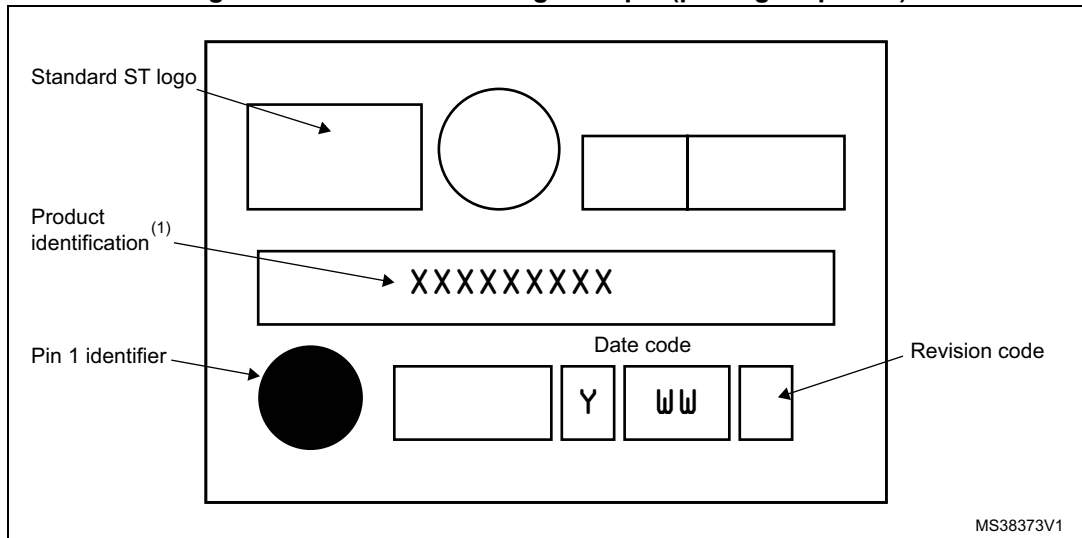 Standard ST logo
Product
identification (1)
XXXXXXXXX
Date code
Pin 1 identifier
Revision code
Y WW
MS38373V1